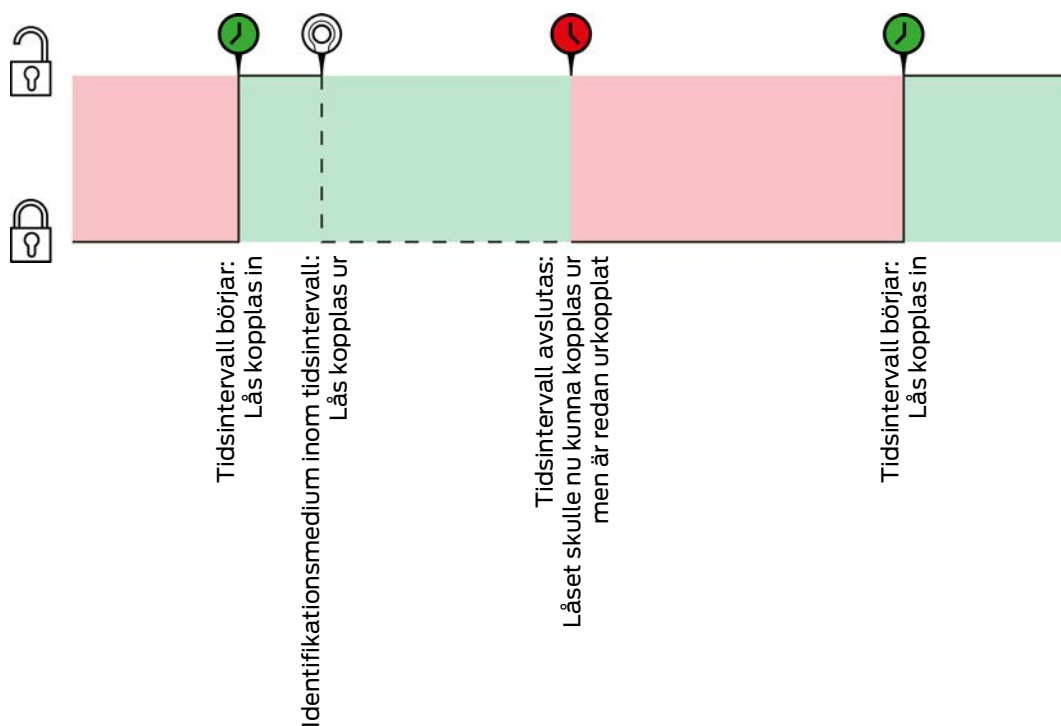 Tidsintervall börjar:
Lås kopplas in
Identifikationsmedium inom tidsintervall:
Lås kopplas ur
Tidsintervall avslutas:
Låset skulle nu kunna kopplas ur
men är redan urkopplat
Tidsintervall börjar:
Lås kopplas in